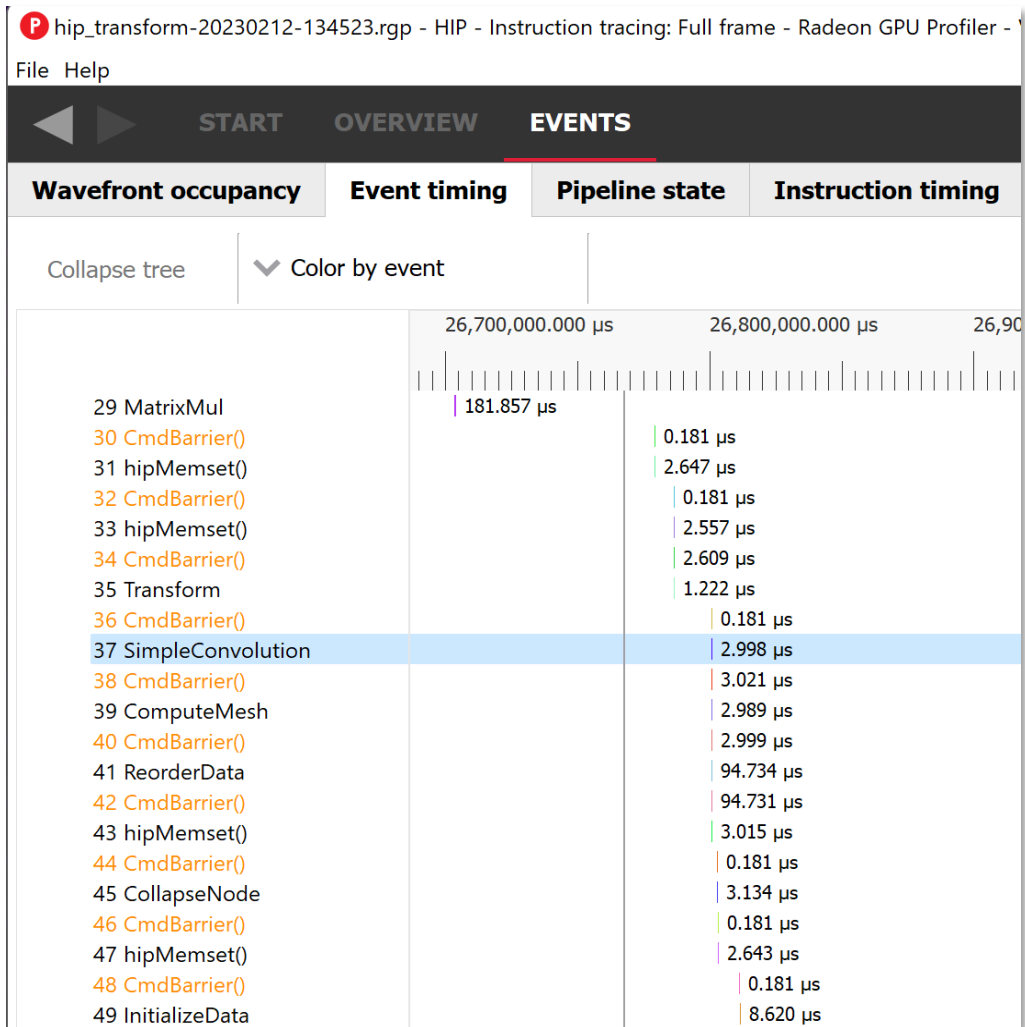 P hip_transform-20230212-134523.rgp - HIP - Instruction tracing: Full frame - Radeon GPU Profiler -
File Help
START OVERVIEW EVENTS
Wavefront occupancy Event timing Pipeline state Instruction timing
Collapse tree Color by event
26,700,000.000 µs 26,800,000.000 µs 26,90
29 MatrixMul 181.857 µs
30 CmdBarrier() 0.181 µs
31 hipMemset() 2.647 µs
32 CmdBarrier() 0.181 µs
33 hipMemset() 2.557 µs
34 CmdBarrier() 2.609 µs
35 Transform 1.222 µs
36 CmdBarrier() 0.181 µs
37 SimpleConvolution 2.998 µs
38 CmdBarrier() 3.021 µs
39 ComputeMesh 2.989 µs
40 CmdBarrier() 2.999 µs
41 ReorderData 94.734 µs
42 CmdBarrier() 94.731 µs
43 hipMemset() 3.015 µs
44 CmdBarrier() 0.181 µs
45 CollapseNode 3.134 µs
46 CmdBarrier() 0.181 µs
47 hipMemset() 2.643 µs
48 CmdBarrier() 0.181 µs
49 InitializeData 8.620 µs